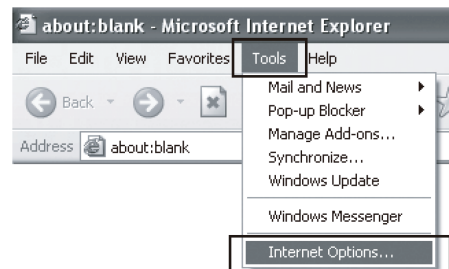 about:blank - Microsoft Internet Explorer
File Edit View Favorites Tools Help
Back
Address about:blank
Mail and News
Pop-up Blocker
Manage Add-ons...
Synchronize...
Windows Update
Windows Messenger
Internet Options...